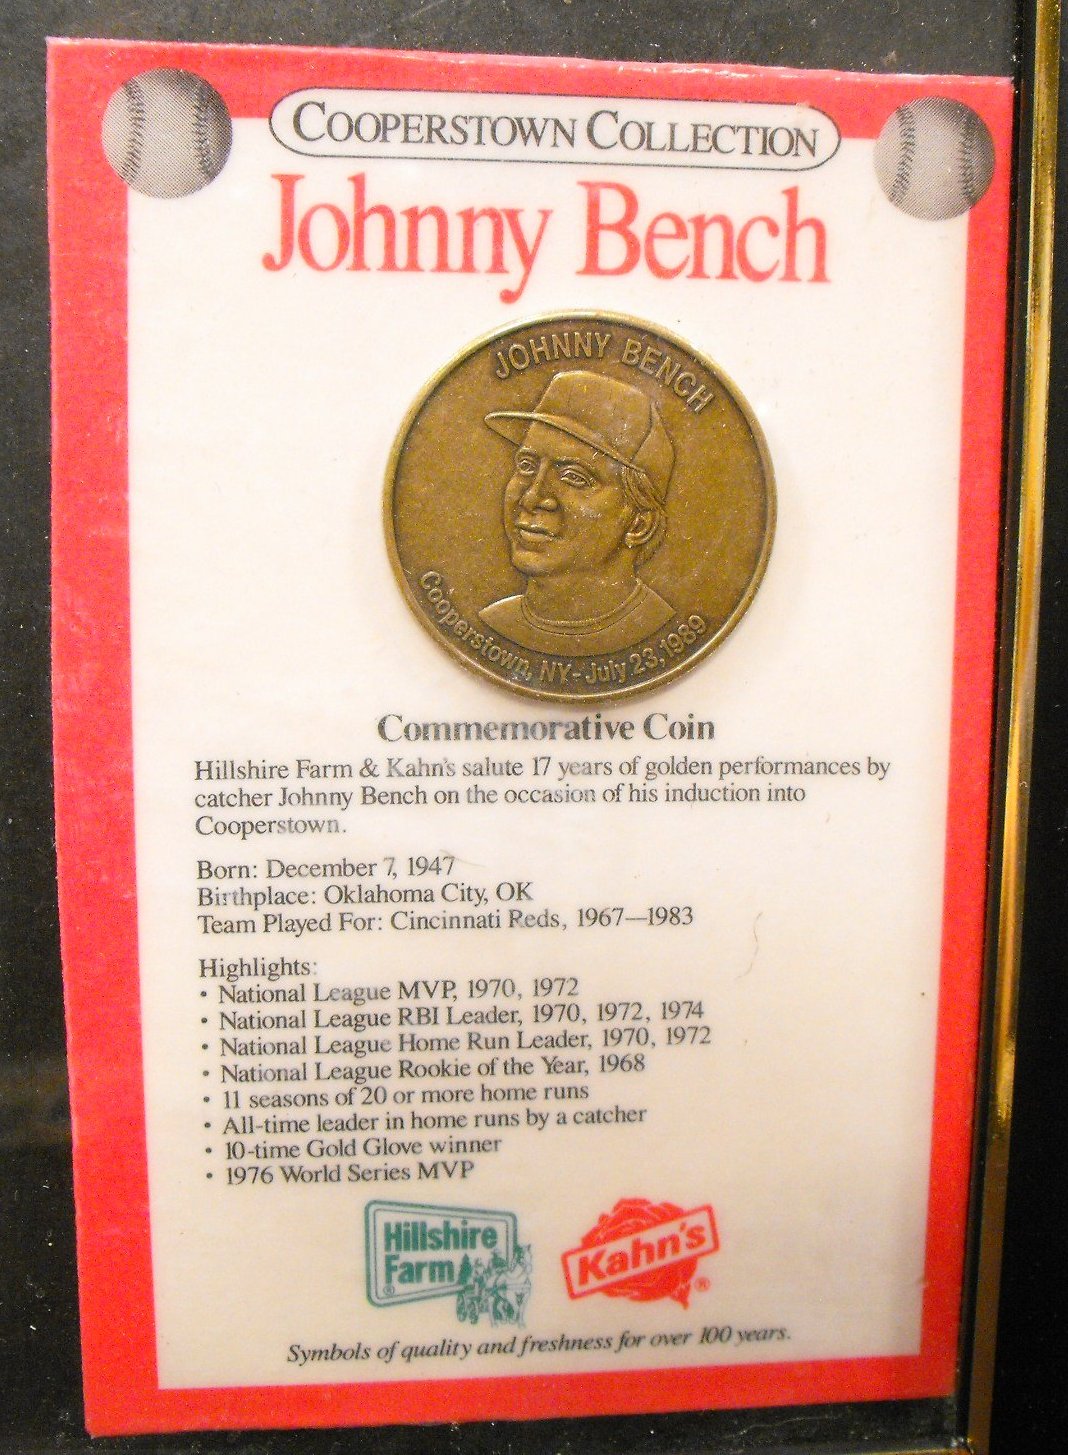 COOPERSTOWN COLLECTION
Johnny Bench
JOHNNY BENCH
Cooperstown, NY-July 23, 1989
Commemorative Coin
Hillshire Farm & Kahn's salute 17 years of golden performances by
catcher Johnny Bench on the occasion of his induction into
Cooperstown.
Born: December 7, 1947
Birthplace: Oklahoma City, OK
Team Played For: Cincinnati Reds, 1967—1983
Highlights:
• National League MVP, 1970, 1972
• National League RBI Leader, 1970, 1972, 1974
• National League Home Run Leader, 1970, 1972
• National League Rookie of the Year, 1968
• 11 seasons of 20 or more home runs
• All-time leader in home runs by a catcher
• 10-time Gold Glove winner
• 1976 World Series MVP
Hillshire
Farm ®
Kahn's ®
Symbols of quality and freshness for over 100 years.